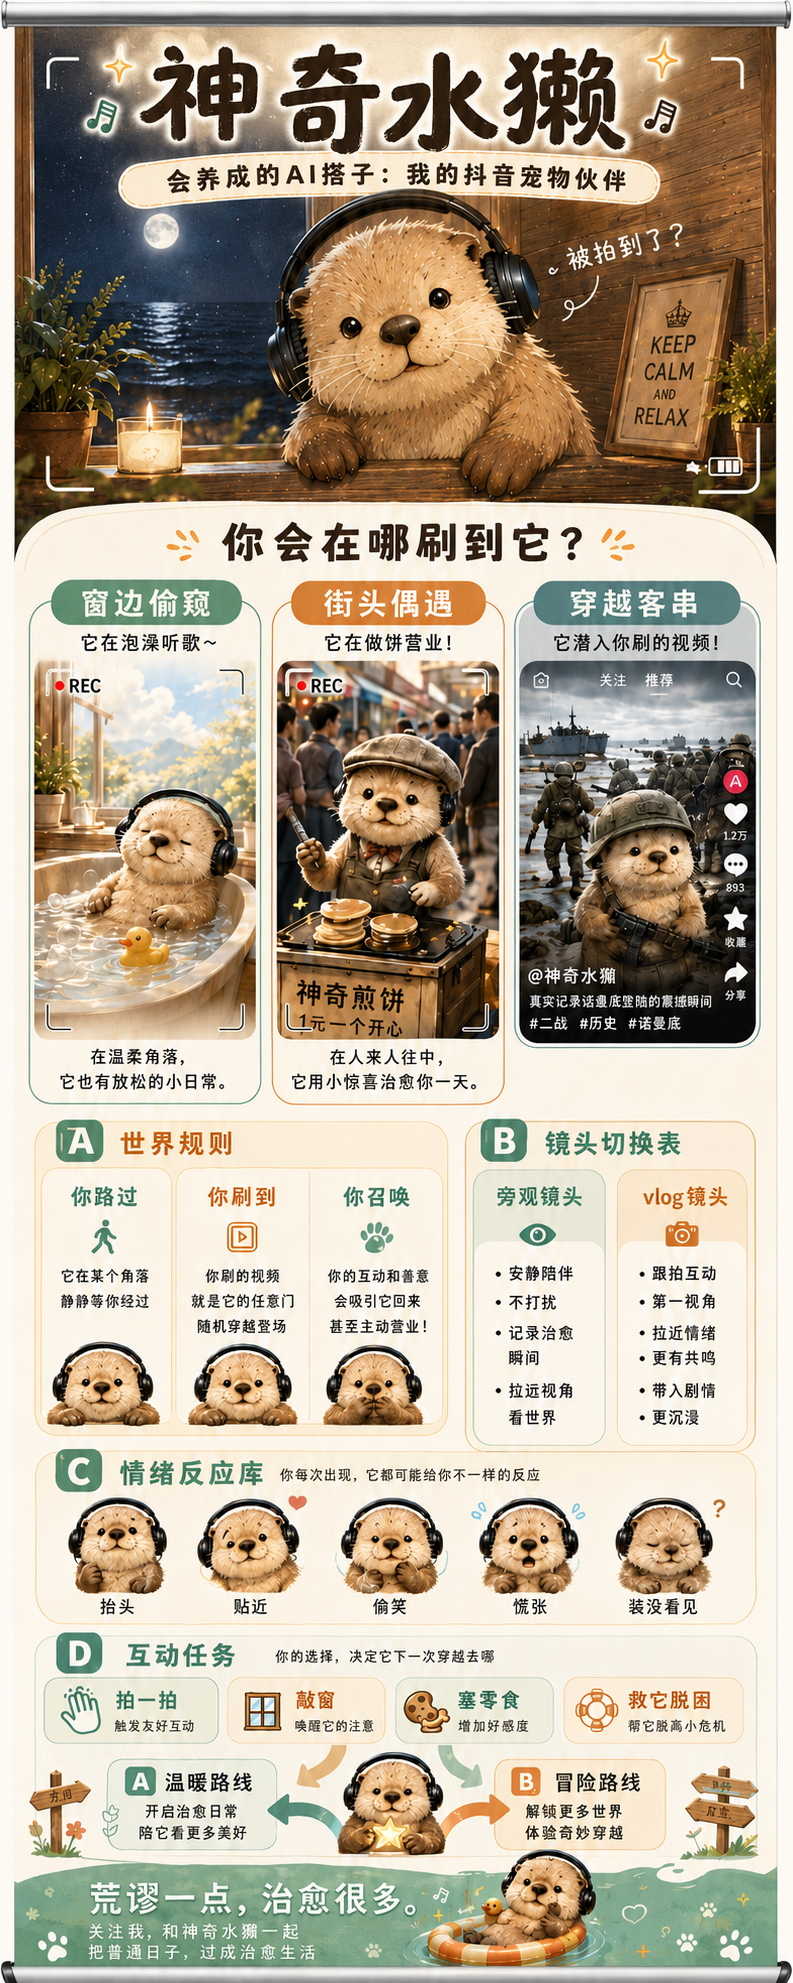 神奇水獭
会养成的AI搭子：我的抖音宠物伙伴
被拍到了？
KEEP
CALM
AND
RELAX
你会在哪刷到它？
窗边偷窥
它在泡澡听歌～
REC
在温柔角落，
它也有放松的小日常。
街头偶遇
它在做饼营业！
REC
神奇煎饼
1元一个开心
在人来人往中，
它用小惊喜治愈你一天。
穿越客串
它潜入你刷的视频！
关注 推荐
A
1.2万
893
收藏
分享
@神奇水獭
真实记录诺曼底登陆的震撼瞬间
#二战 #历史 #诺曼底
A 世界规则
你路过
它在某个角落
静静等你经过
你刷到
你刷的视频
就是它的任意门
随机穿越登场
你召唤
你的互动和善意
会吸引它回来
甚至主动营业！
B 镜头切换表
旁观镜头
• 安静陪伴
• 不打扰
• 记录治愈
瞬间
• 拉远视角
看世界
vlog镜头
• 跟拍互动
• 第一视角
• 拉近情绪
• 更有共鸣
• 带入剧情
• 更沉浸
C 情绪反应库 你每次出现，它都可能给你不一样的反应
抬头
贴近
偷笑
慌张
?
装没看见
D 互动任务 你的选择，决定它下一次穿越去哪
拍一拍
触发友好互动
敲窗
唤醒它的注意
塞零食
增加好感度
救它脱困
帮它脱离小危机
A 温暖路线
开启治愈日常
陪它看更多美好
B 冒险路线
解锁更多世界
体验奇妙穿越
荒谬一点，治愈很多。
关注我，和神奇水獭一起
把普通日子，过成治愈生活